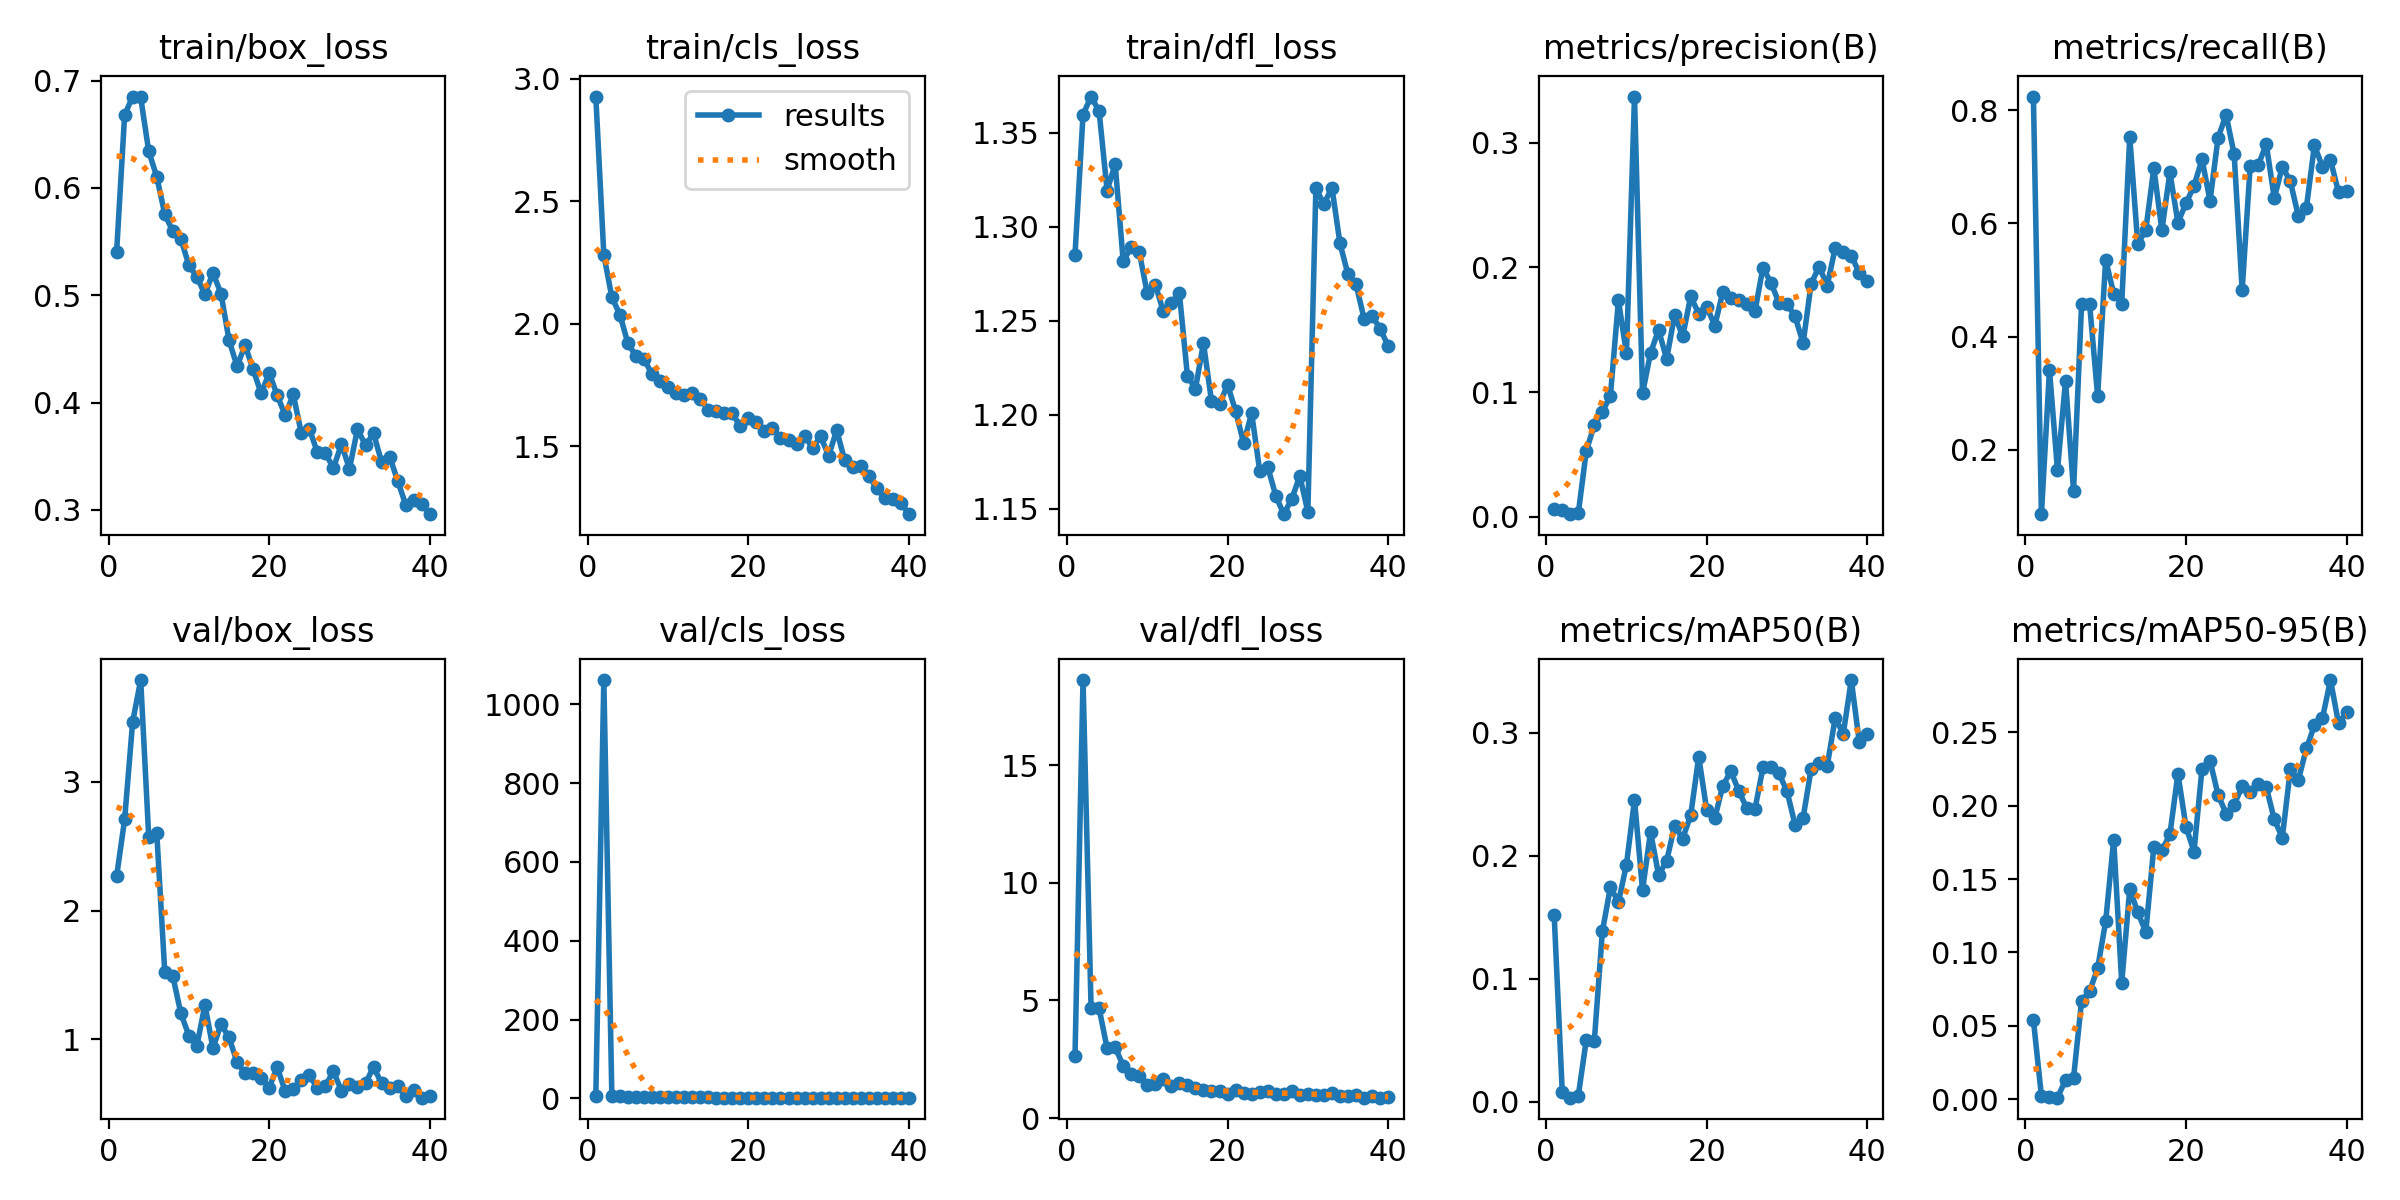 train/box_loss
train/cls_loss
train/dfl_loss
metrics/precision(B)
metrics/recall(B)
0.7
0.6
0.5
0.4
0.3
0 20 40
3.0
2.5
2.0
1.5
results
smooth
0 20 40
1.35
1.30
1.25
1.20
1.15
0 20 40
0.3
0.2
0.1
0.0
0 20 40
0.8
0.6
0.4
0.2
0 20 40
val/box_loss
val/cls_loss
val/dfl_loss
metrics/mAP50(B)
metrics/mAP50-95(B)
3
2
1
0 20 40
1000
800
600
400
200
0
0 20 40
15
10
5
0
0 20 40
0.3
0.2
0.1
0.0
0 20 40
0.25
0.20
0.15
0.10
0.05
0.00
0 20 40